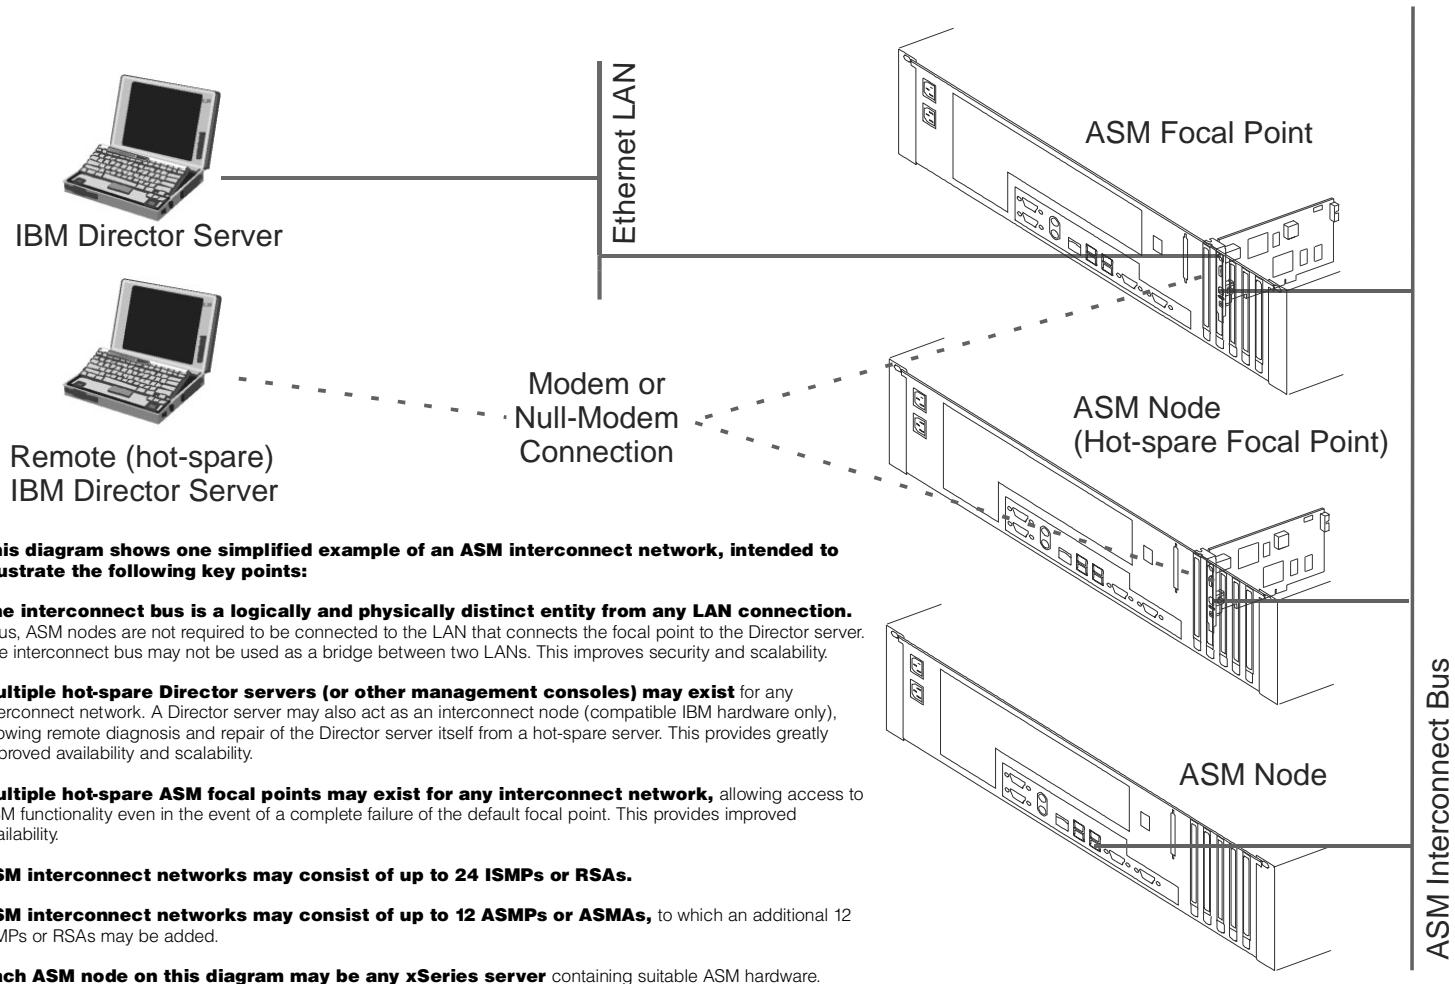 Ethernet LAN
ASM Focal Point
IBM Director Server
Modem or
Null-Modem
Connection
ASM Node
(Hot-spare Focal Point)
Remote (hot-spare)
IBM Director Server
his diagram shows one simplified example of an ASM interconnect network, intended to
ustrate the following key points:
ne interconnect bus is a logically and physically distinct entity from any LAN connection.
us, ASM nodes are not required to be connected to the LAN that connects the focal point to the Director server.
e interconnect bus may not be used as a bridge between two LANs. This improves security and scalability.
ultiple hot-spare Director servers (or other management consoles) may exist for any
erconnect network. A Director server may also act as an interconnect node (compatible IBM hardware only),
owing remote diagnosis and repair of the Director server itself from a hot-spare server. This provides greatly
proved availability and scalability.
ultiple hot-spare ASM focal points may exist for any interconnect network, allowing access to
M functionality even in the event of a complete failure of the default focal point. This provides improved
ailability.
SM interconnect networks may consist of up to 24 ISMPs or RSAs.
SM interconnect networks may consist of up to 12 ASMPs or ASMAs, to which an additional 12
MPs or RSAs may be added.
ach ASM node on this diagram may be any xSeries server containing suitable ASM hardware.
ASM Node
ASM Interconnect Bus